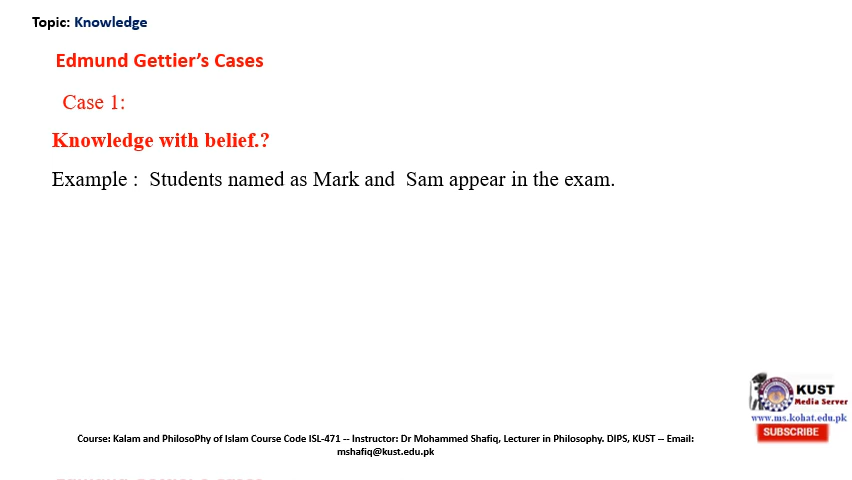 Topic: Knowledge
Edmund Gettier’s Cases
Case 1:
Knowledge with belief.?
Example :  Students named as Mark and  Sam appear in the exam.
KUST
Media Server
www.ms.kohat.edu.pk
SUBSCRIBE
Course: Kalam and PhilosoPhy of Islam Course Code ISL-471 -- Instructor: Dr Mohammed Shafiq, Lecturer in Philosophy. DIPS, KUST -- Email:
mshafiq@kust.edu.pk